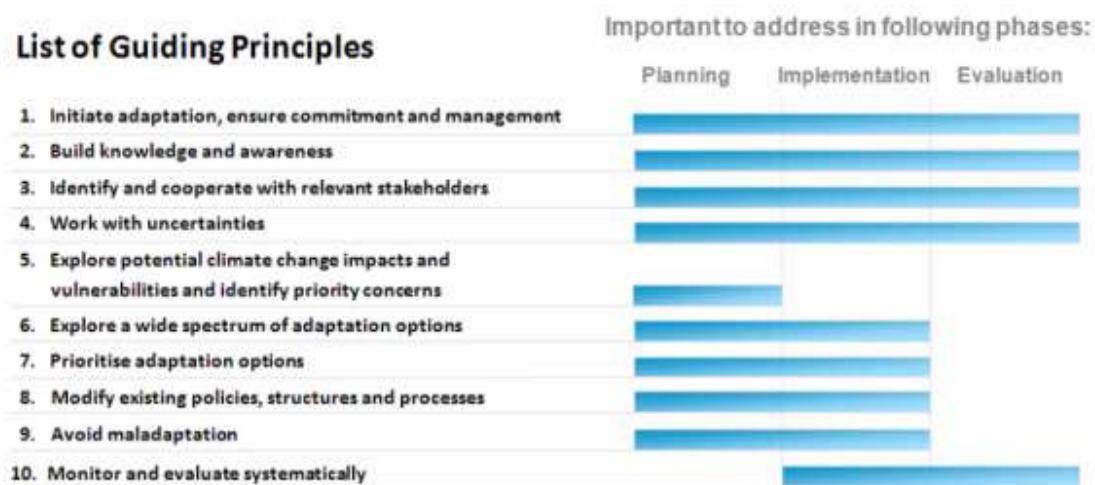 List of Guiding Principles
Important to address in following phases:
Planning Implementation Evaluation
1. Initiate adaptation, ensure commitment and management
2. Build knowledge and awareness
3. Identify and cooperate with relevant stakeholders
4. Work with uncertainties
5. Explore potential climate change impacts and
vulnerabilities and identify priority concerns
6. Explore a wide spectrum of adaptation options
7. Prioritise adaptation options
8. Modify existing policies, structures and processes
9. Avoid maladaptation
10. Monitor and evaluate systematically